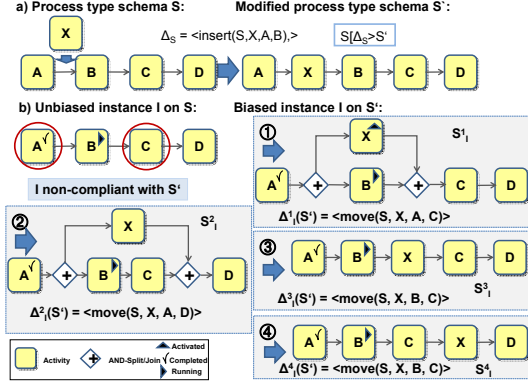 a) Process type schema S:
Modified process type schema S`:
X
ΔS = <insert(S,X,A,B),>
S[ΔS>S‘
A B C D
A X B C D
b) Unbiased instance I on S:
Biased instance I on S‘:
A√ B C D
I non-compliant with S‘
①
X
S1I
A√ + B + C D
Δ1I(S‘) = <move(S, X, A, C)>
②
X
S2I
A√ + B C + D
Δ2I(S‘) = <move(S, X, A, D)>
③
A√ B X C D
S3I
Δ3I(S‘) = <move(S, X, B, C)>
④
A√ B C X D
Δ4I(S‘) = <move(S, X, B, C)>
S4I
Activity
AND-Split/Join
Activated
√ Completed
Running